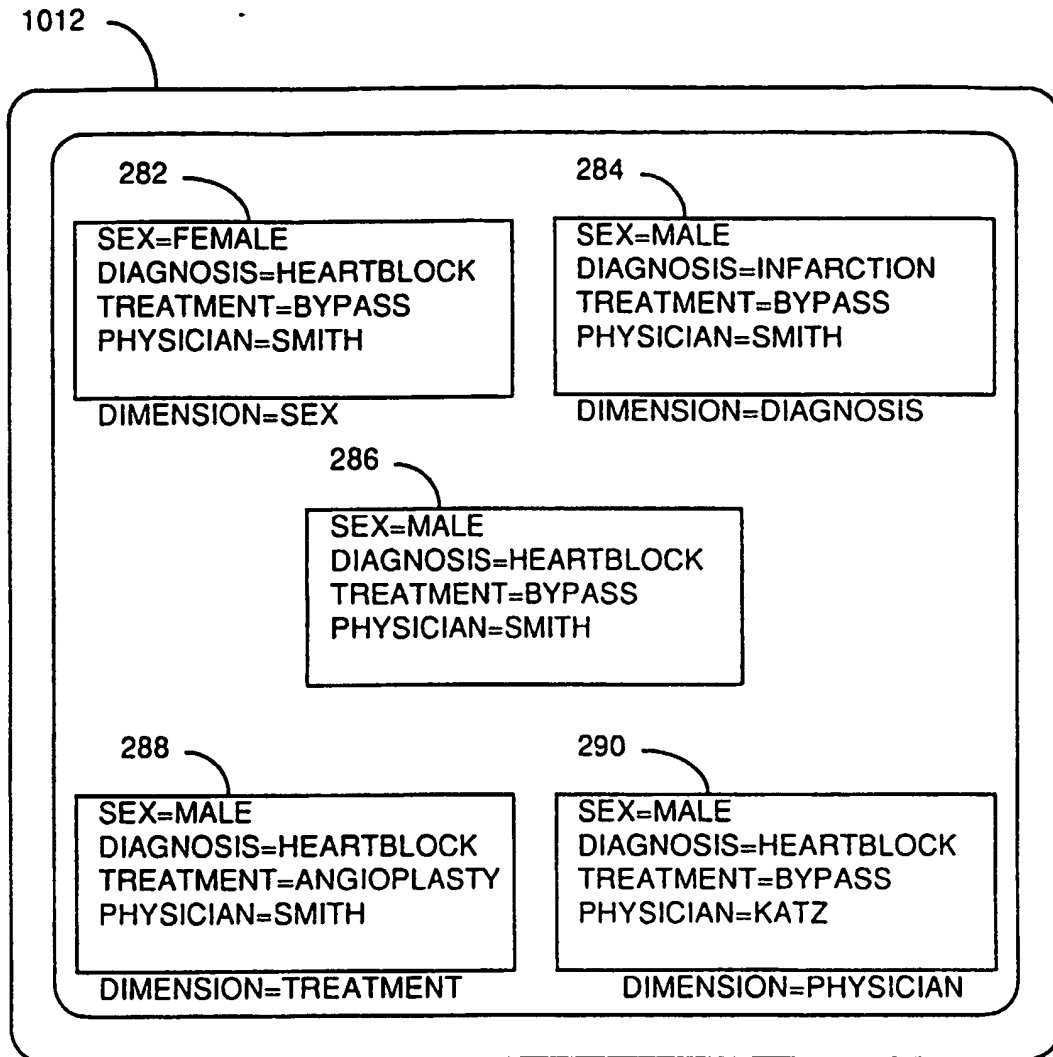 1012
282
SEX=FEMALE
DIAGNOSIS=HEARTBLOCK
TREATMENT=BYPASS
PHYSICIAN=SMITH
DIMENSION=SEX
284
SEX=MALE
DIAGNOSIS=INFARCTION
TREATMENT=BYPASS
PHYSICIAN=SMITH
DIMENSION=DIAGNOSIS
286
SEX=MALE
DIAGNOSIS=HEARTBLOCK
TREATMENT=BYPASS
PHYSICIAN=SMITH
288
SEX=MALE
DIAGNOSIS=HEARTBLOCK
TREATMENT=ANGIOPLASTY
PHYSICIAN=SMITH
DIMENSION=TREATMENT
290
SEX=MALE
DIAGNOSIS=HEARTBLOCK
TREATMENT=BYPASS
PHYSICIAN=KATZ
DIMENSION=PHYSICIAN